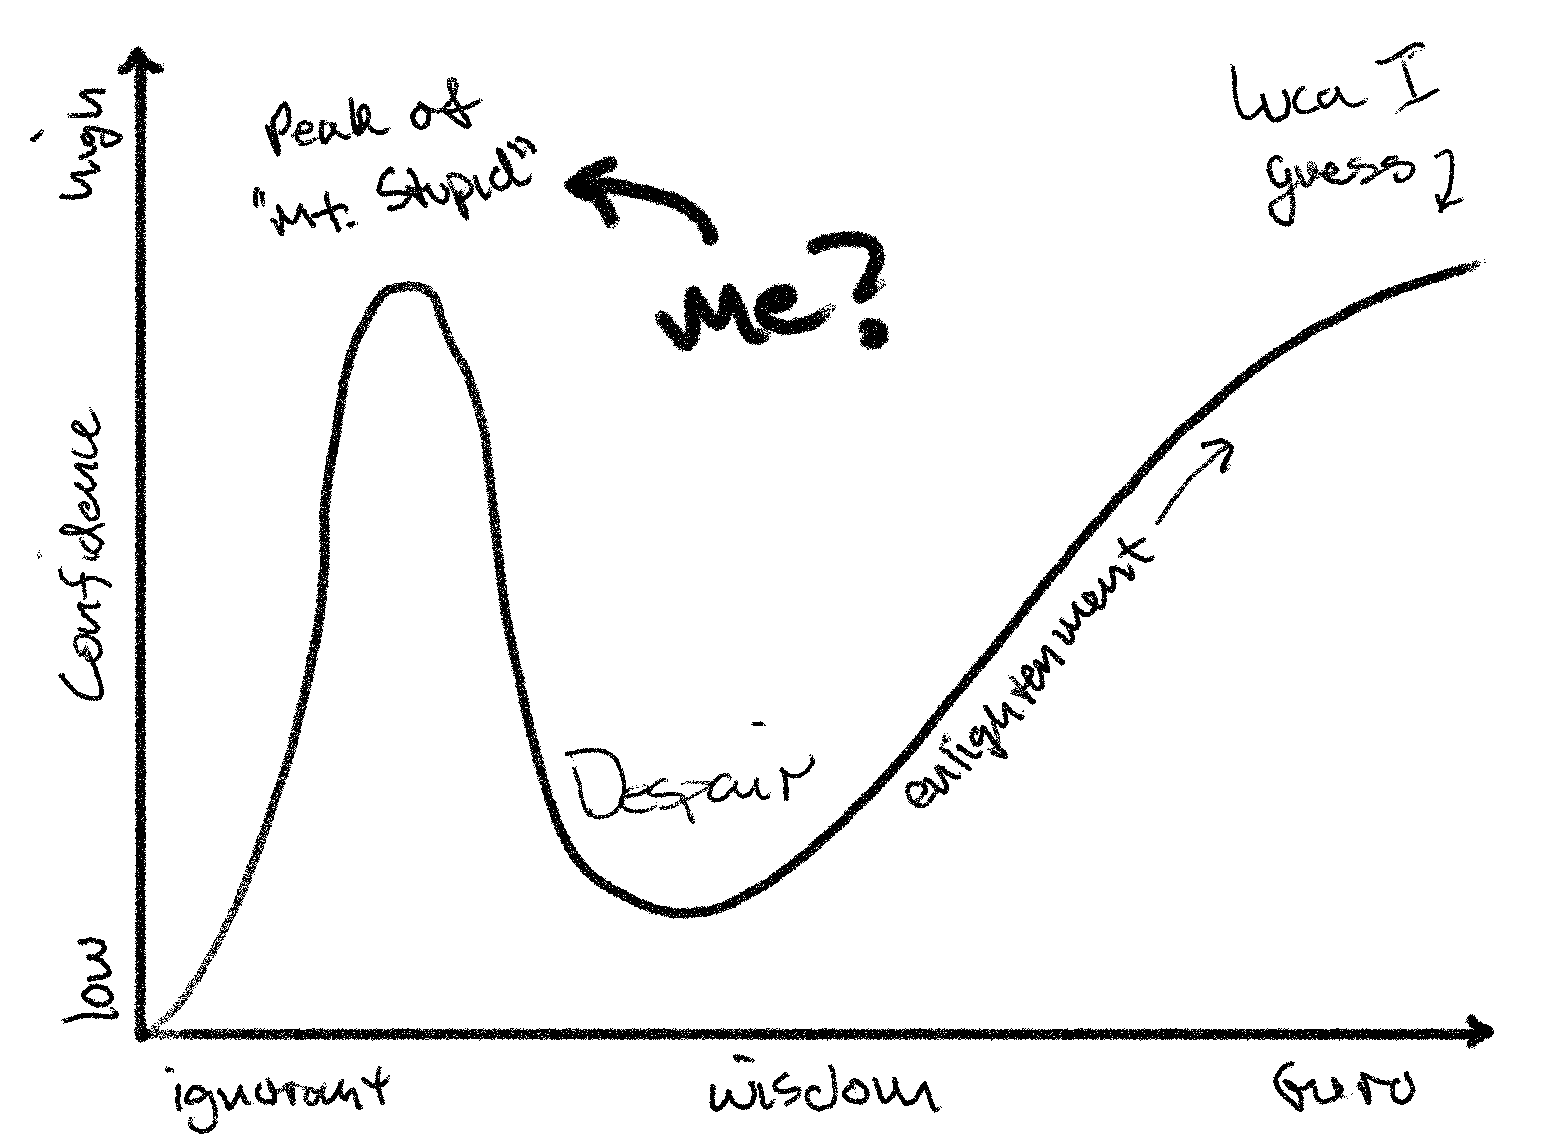 high
Peak of
"Mt. Stupid"
me?
Luca I
guess
Confidence
Despair
enlightenment
low
ignorant
wisdom
Guru